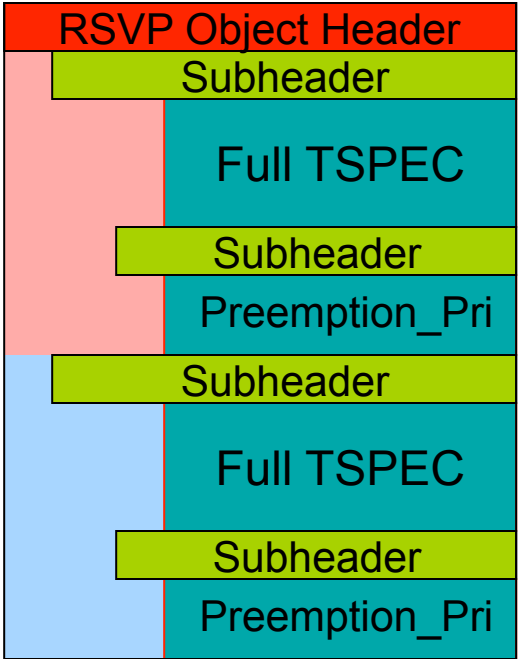 RSVP Object Header
Subheader
Full TSPEC
Subheader
Preemption_Pri
Subheader
Full TSPEC
Subheader
Preemption_Pri